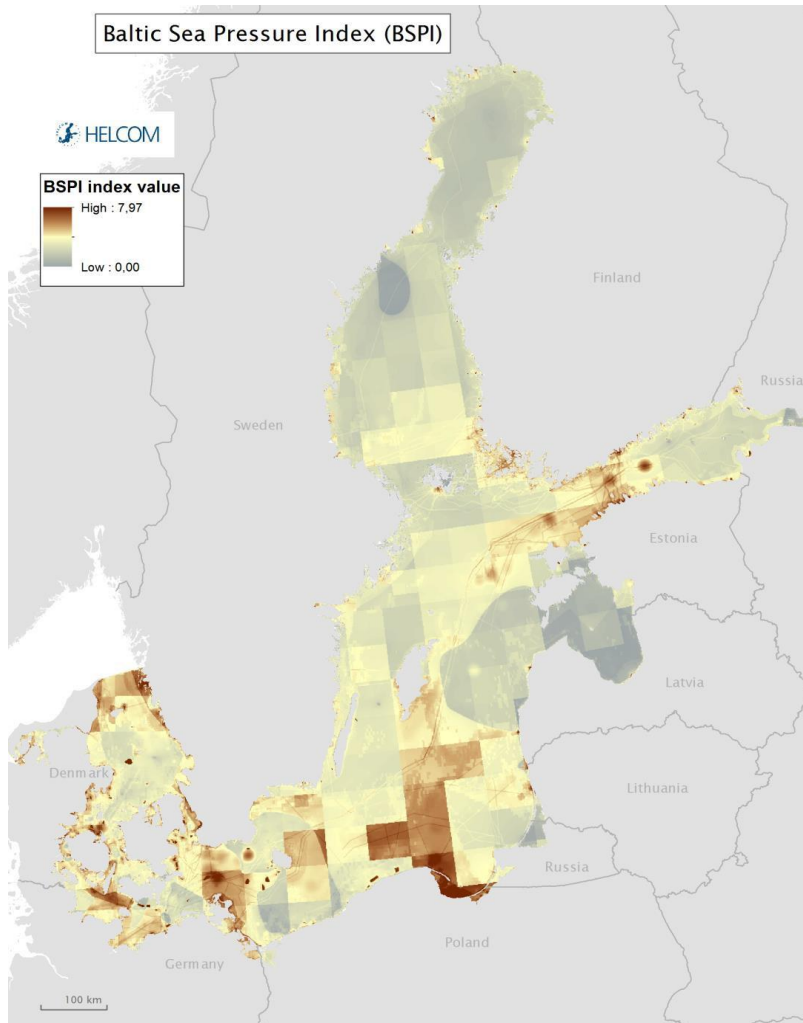 Baltic Sea Pressure Index (BSPI)
HELCOM
BSPI index value
High : 7,97
Low : 0,00
Finland
Russia
Sweden
Estonia
Latvia
Denmark
Lithuania
Russia
Poland
Germany
100 km